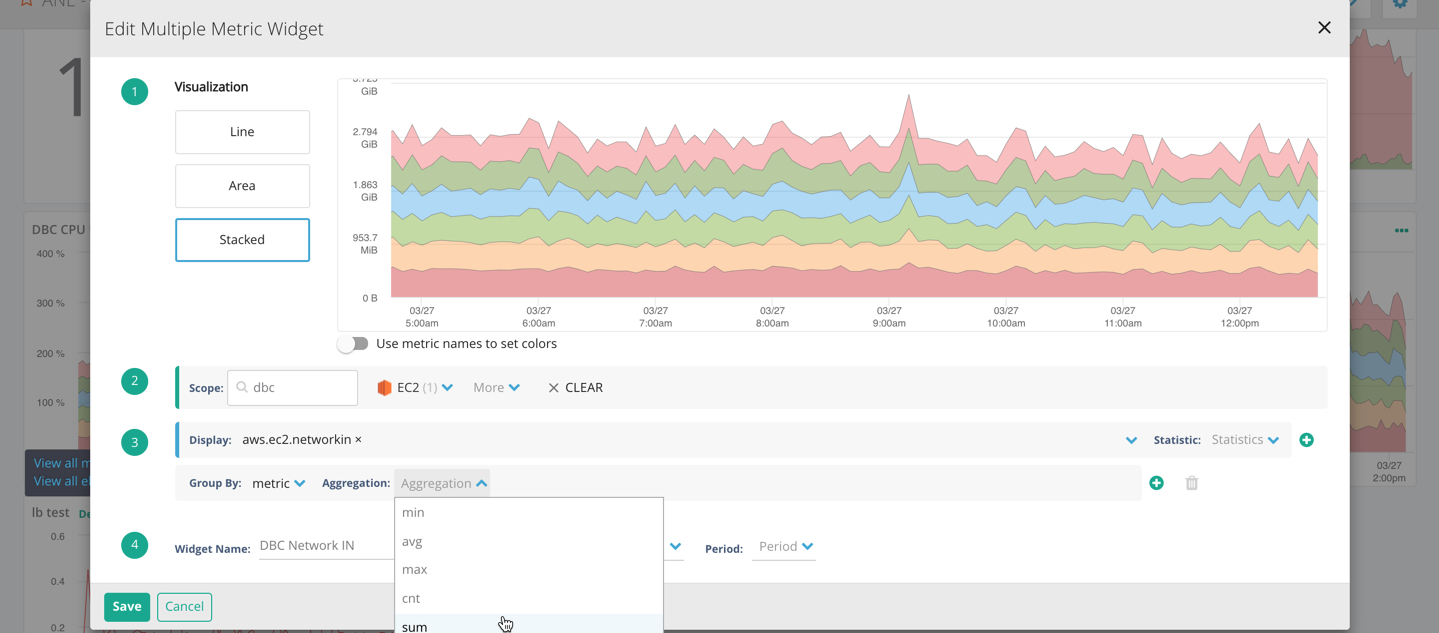 ANE -
Edit Multiple Metric Widget
1
1
Visualization
Line
Area
Stacked
GiB
2.794
GiB
1.863
GiB
953.7
MiB
0 B
03/27
5:00am
03/27
6:00am
03/27
7:00am
03/27
8:00am
03/27
9:00am
03/27
10:00am
03/27
11:00am
03/27
12:00pm
Use metric names to set colors
DBC CPU
400 %
300 %
200 %
100 %
View all m
View all e
03/27
2:00pm
2
Scope: dbc EC2 (1) More × CLEAR
3
Display: aws.ec2.networkin × Statistic: Statistics
Group By: metric Aggregation: Aggregation
min
avg
max
cnt
sum
4
Widget Name: DBC Network IN Period: Period
lb test De
0.6
0.4
0.2
Save Cancel